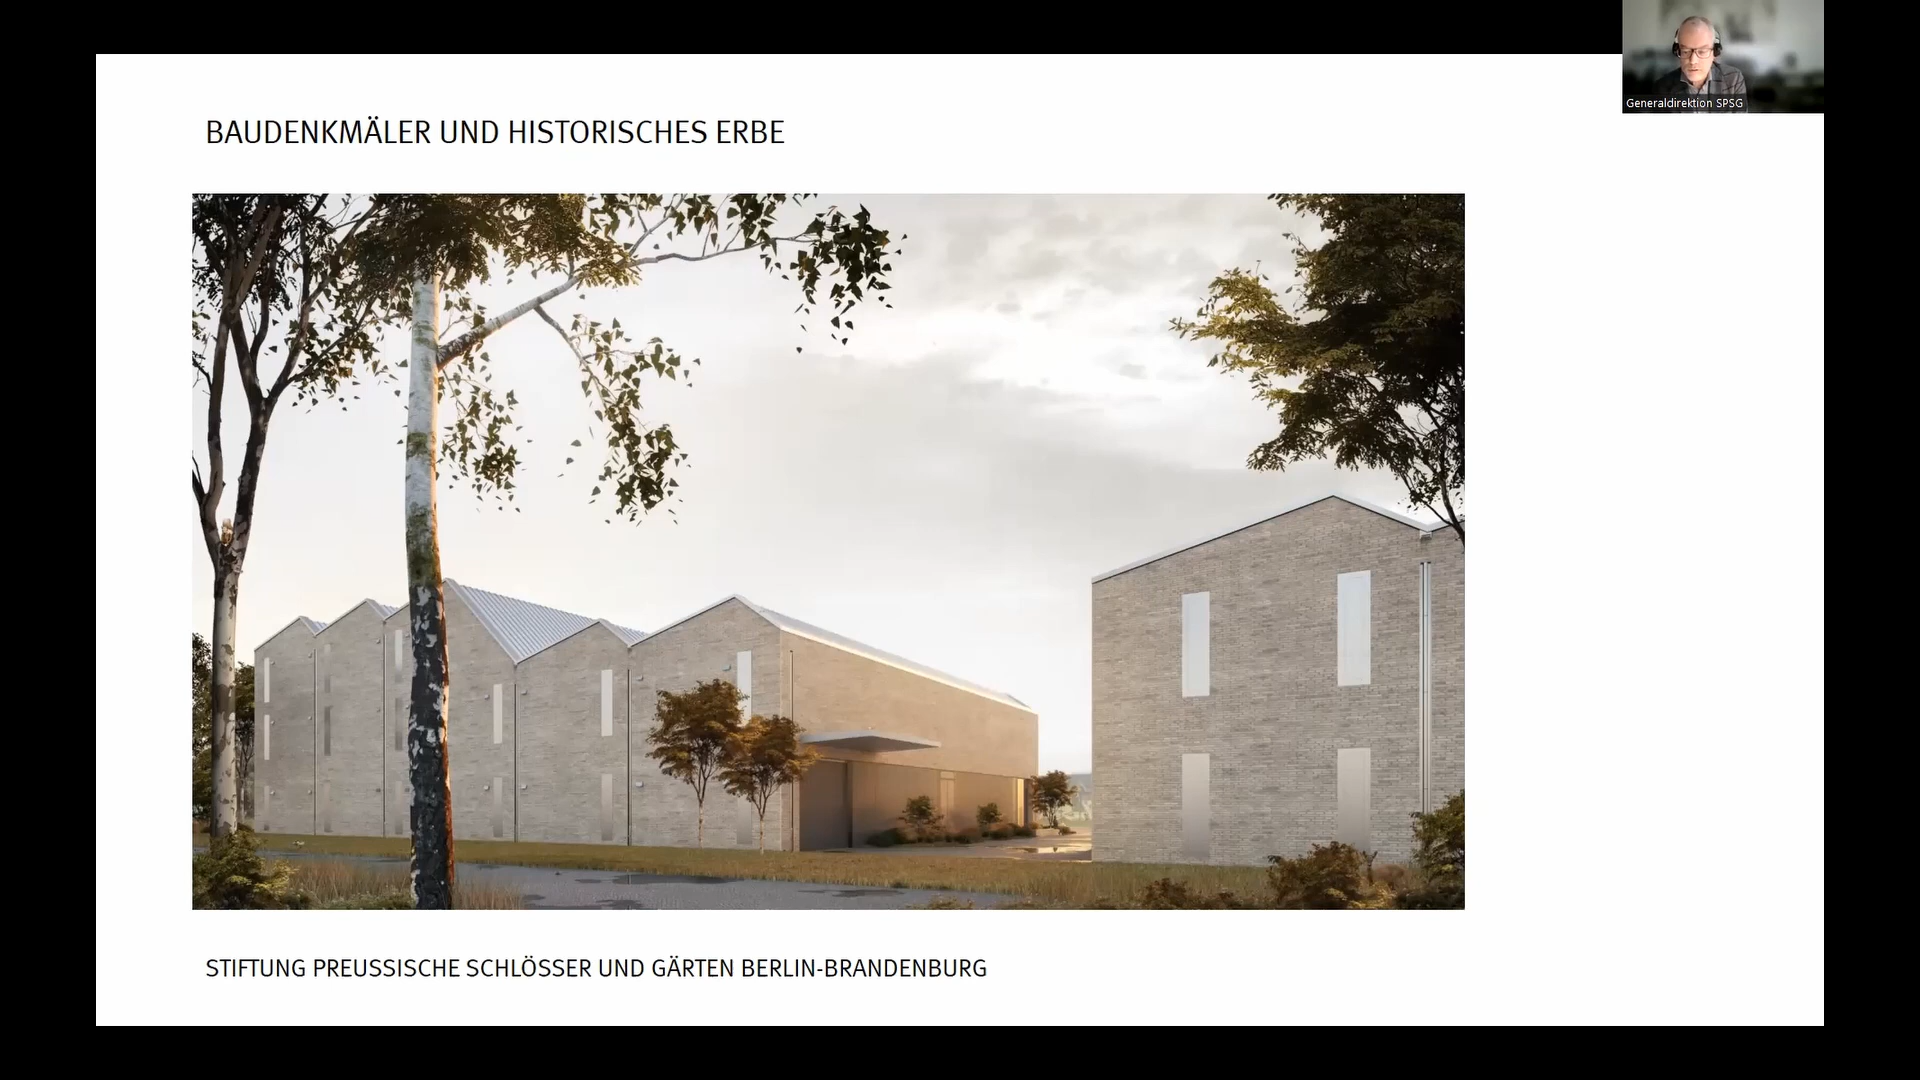 Generaldirektion SPSG
BAUDENKMÄLER UND HISTORISCHES ERBE
STIFTUNG PREUSSISCHE SCHLÖSSER UND GÄRTEN BERLIN-BRANDENBURG